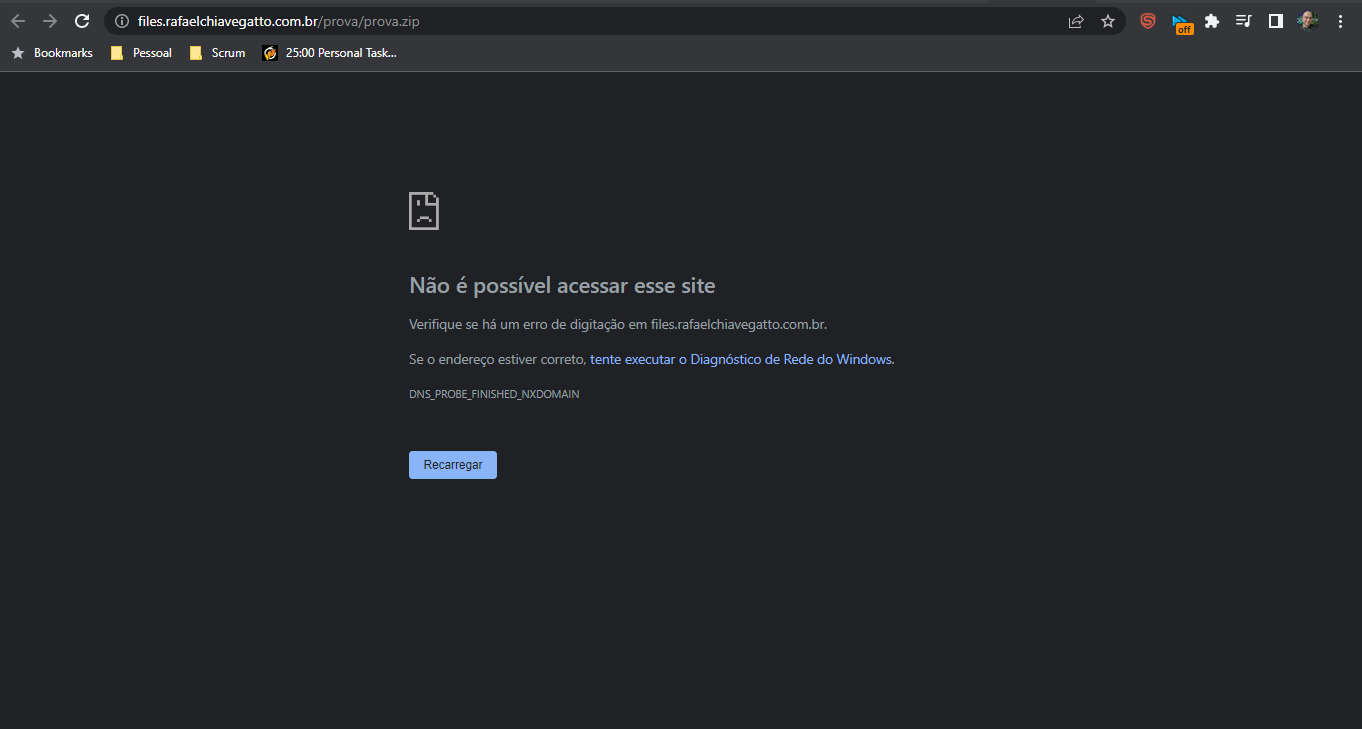 files.rafaelchiavegatto.com.br/prova/prova.zip
off
Bookmarks Pessoal Scrum 25:00 Personal Task...
Não é possível acessar esse site
Verifique se há um erro de digitação em files.rafaelchiavegatto.com.br.
Se o endereço estiver correto, tente executar o Diagnóstico de Rede do Windows.
DNS_PROBE_FINISHED_NXDOMAIN
Recarregar